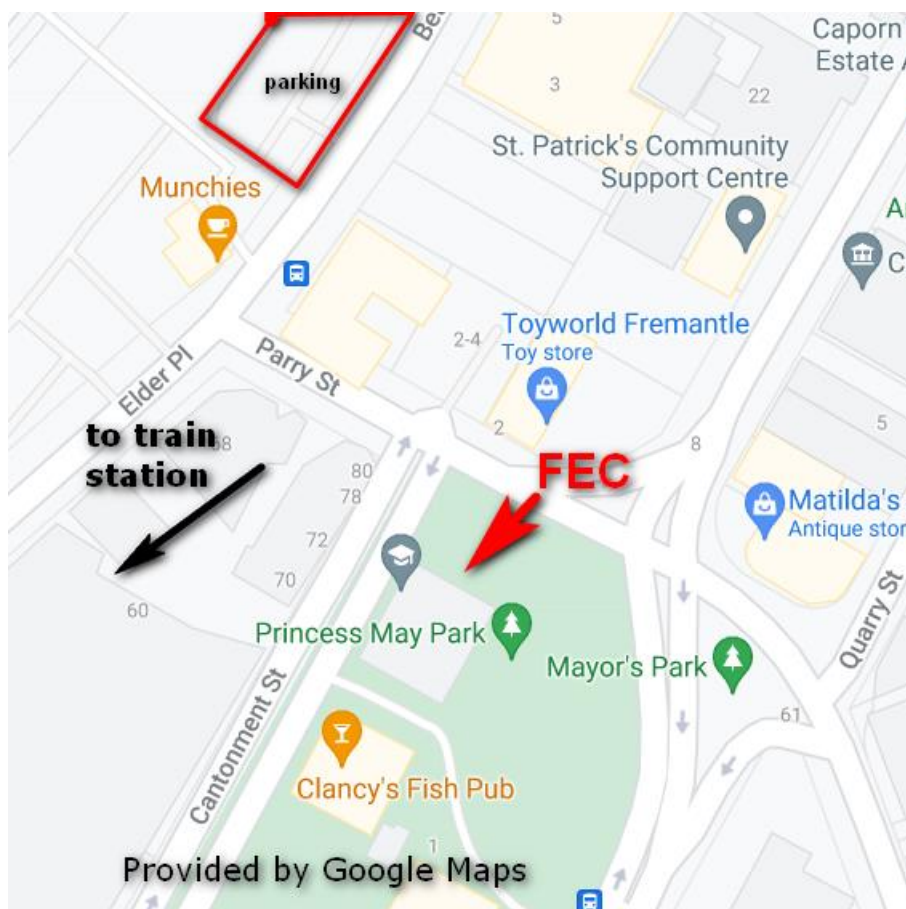 5
Caporn
Estate A
Bea
parking
3
22
St. Patrick's Community
Support Centre
Munchies
A
C
Toyworld Fremantle
Toy store
2-4
Parry St
Elder Pl
to train
station
68
2
8
5
FEC
80
78
Matilda's
Antique stor
72
70
60
Princess May Park
Mayor's Park
Quarry St
61
Cantonment St
Clancy's Fish Pub
1
Provided by Google Maps